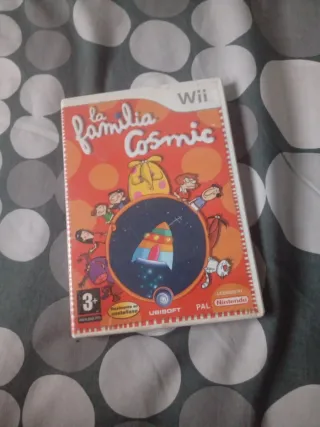 Wii
la
familia
Cosmic
3+
UBISOFT
PAL
Nintendo